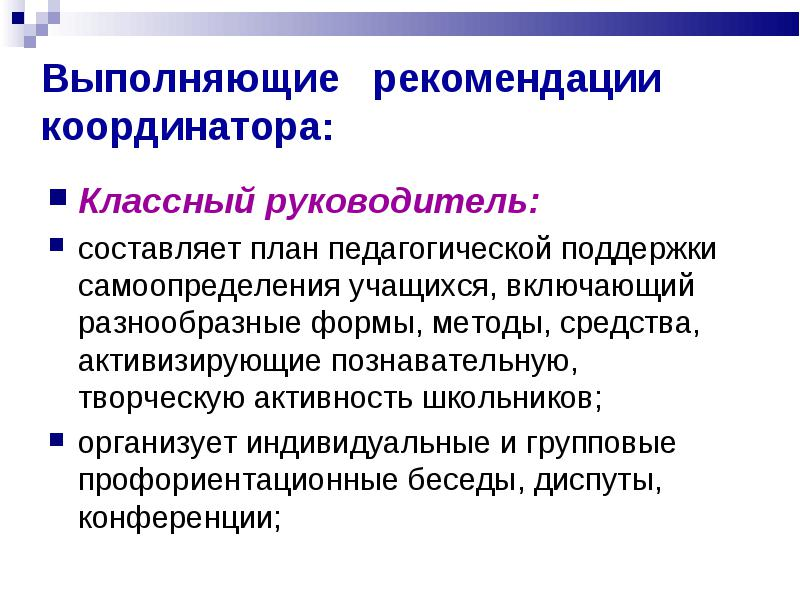 Выполняющие рекомендации
координатора:
Классный руководитель:
составляет план педагогической поддержки
самоопределения учащихся, включающий
разнообразные формы, методы, средства,
активизирующие познавательную,
творческую активность школьников;
организует индивидуальные и групповые
профориентационные беседы, диспуты,
конференции;